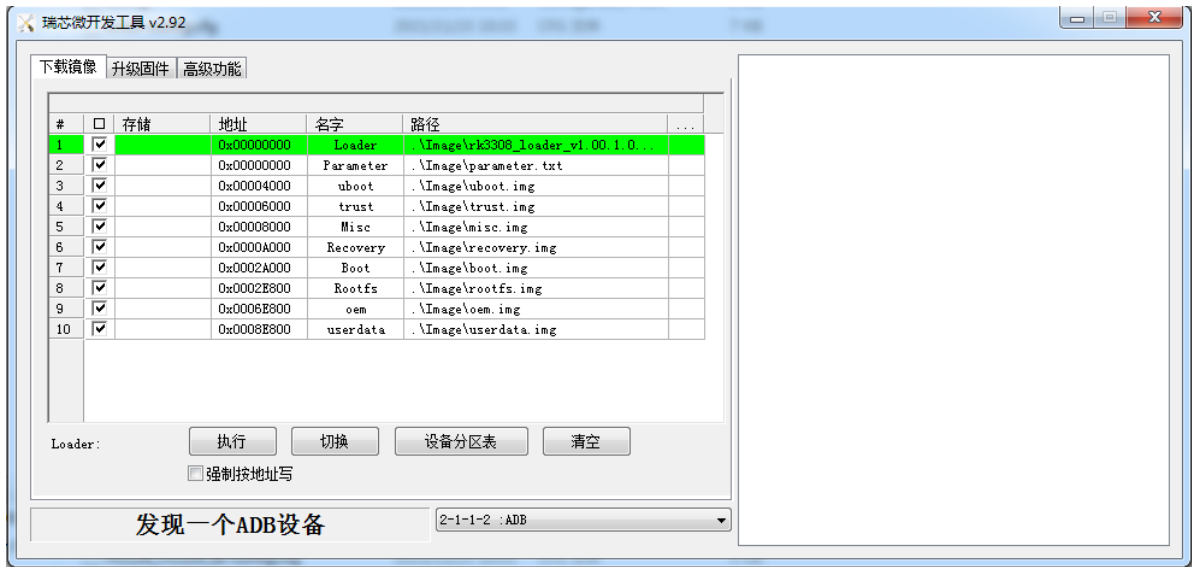 瑞芯微开发工具 v2.92
下载镜像 升级固件 高级功能
# 存储 地址 名字 路径 ...
1 0x00000000 Loader .\Image\rk3308_loader_v1.00.1.0...
2 0x00000000 Parameter .\Image\parameter.txt
3 0x00004000 uboot .\Image\uboot.img
4 0x00006000 trust .\Image\trust.img
5 0x00008000 Misc .\Image\misc.img
6 0x0000A000 Recovery .\Image\recovery.img
7 0x0002A000 Boot .\Image\boot.img
8 0x0002E800 Rootfs .\Image\rootfs.img
9 0x0006E800 oem .\Image\oem.img
10 0x0008E800 userdata .\Image\userdata.img
Loader: 执行 切换 设备分区表 清空
强制按地址写
发现一个ADB设备 2-1-1-2 :ADB